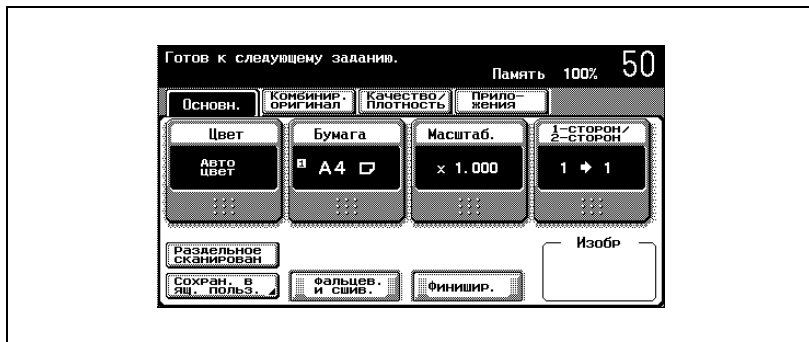 Готов к следующему заданию.
Память 100% 50
Основн.
Комбинир.
оригинал
Качество/
плотность
Прило-
жения
Цвет
Авто
цвет
Бумага
1 A4
Масштаб.
x 1.000
1-сторон/
2-сторон
1 → 1
Раздельное
сканирован
Изобр
Сохран. в
ящ. польз.
Фальцев.
и сшив.
Финишир.